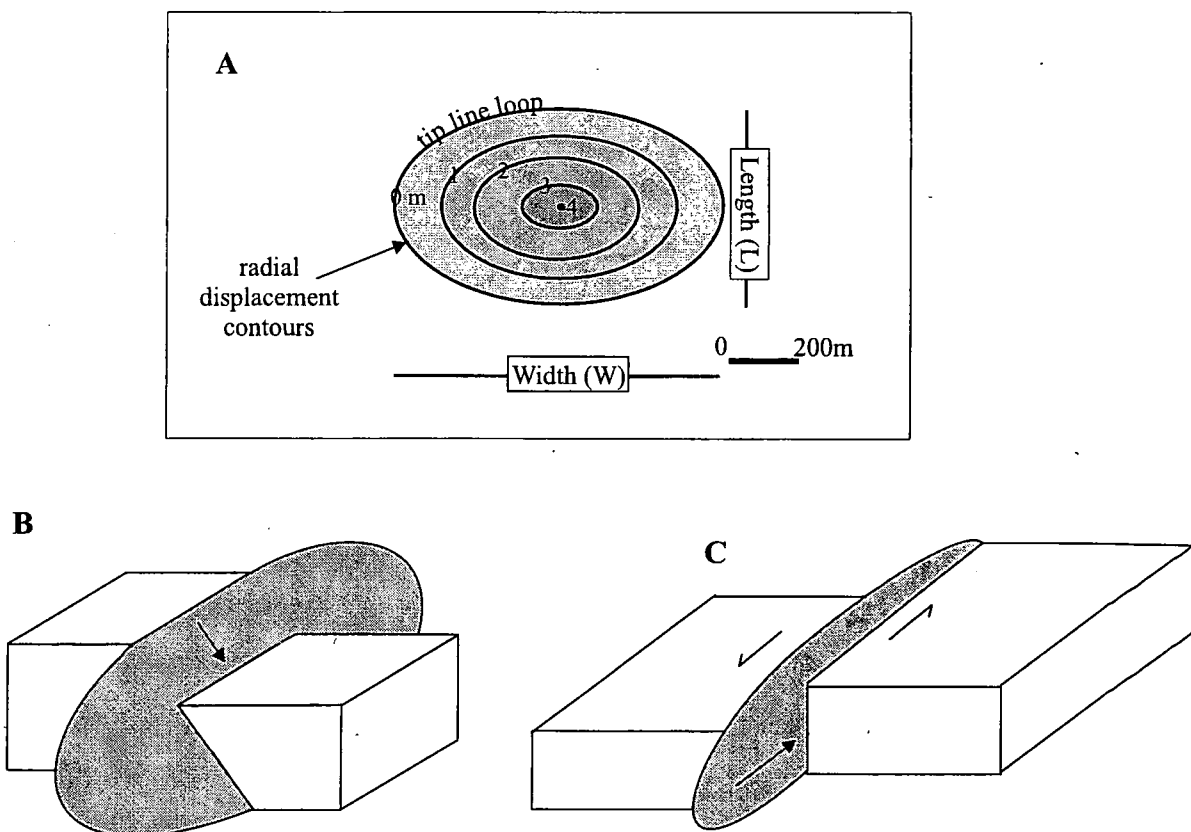 A
tip line loop
0 m
1
2
3
4
Length (L)
radial
displacement
contours
0 200m
Width (W)
B
C